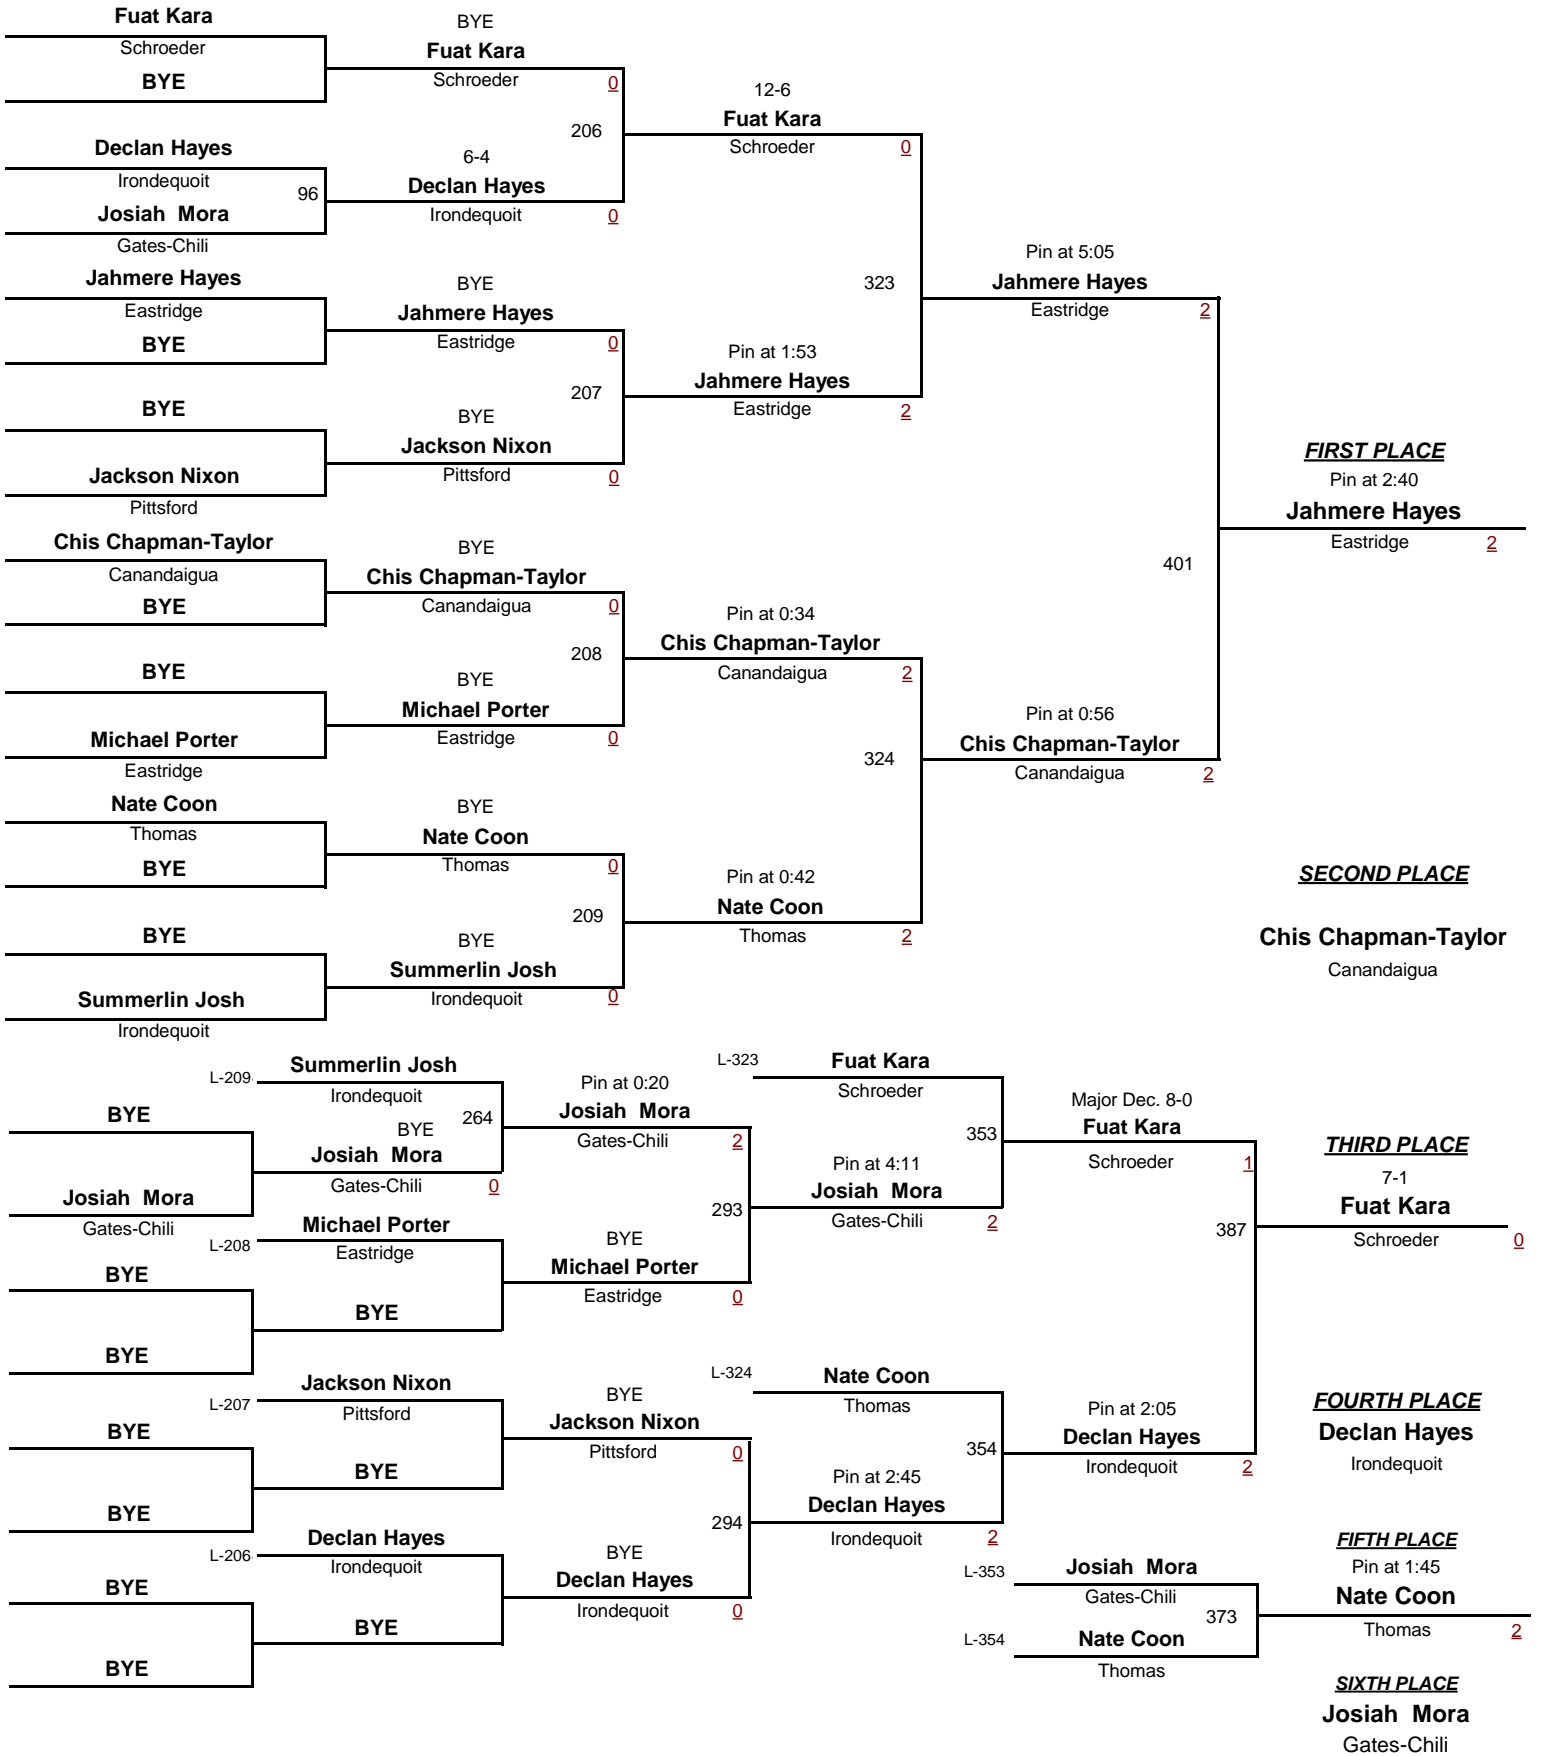 Fuat Kara
Schroeder
BYE
Declan Hayes
Irondequoit
96
Josiah  Mora
Gates-Chili
Jahmere Hayes
Eastridge
BYE
BYE
Jackson Nixon
Pittsford
Chis Chapman-Taylor
Canandaigua
BYE
BYE
Michael Porter
Eastridge
Nate Coon
Thomas
BYE
BYE
Summerlin Josh
Irondequoit
BYE
Fuat Kara
Schroeder
0
206
6-4
Declan Hayes
Irondequoit
0
BYE
Jahmere Hayes
Eastridge
0
207
BYE
Jackson Nixon
Pittsford
0
BYE
Chis Chapman-Taylor
Canandaigua
0
208
BYE
Michael Porter
Eastridge
0
BYE
Nate Coon
Thomas
0
209
BYE
Summerlin Josh
Irondequoit
0
12-6
Fuat Kara
Schroeder
0
323
Pin at 1:53
Jahmere Hayes
Eastridge
2
Pin at 0:34
Chis Chapman-Taylor
Canandaigua
2
324
Pin at 0:42
Nate Coon
Thomas
2
Pin at 5:05
Jahmere Hayes
Eastridge
2
401
Pin at 0:56
Chis Chapman-Taylor
Canandaigua
2
FIRST PLACE
Pin at 2:40
Jahmere Hayes
Eastridge
2
SECOND PLACE
Chis Chapman-Taylor
Canandaigua
BYE
Josiah  Mora
Gates-Chili
BYE
BYE
BYE
BYE
BYE
BYE
L-209
Summerlin Josh
Irondequoit
264
BYE
Josiah  Mora
Gates-Chili
0
L-208
Michael Porter
Eastridge
BYE
L-207
Jackson Nixon
Pittsford
BYE
L-206
Declan Hayes
Irondequoit
BYE
Pin at 0:20
Josiah  Mora
Gates-Chili
2
293
BYE
Michael Porter
Eastridge
0
BYE
Jackson Nixon
Pittsford
0
294
BYE
Declan Hayes
Irondequoit
0
L-323
Fuat Kara
Schroeder
353
Pin at 4:11
Josiah  Mora
Gates-Chili
2
L-324
Nate Coon
Thomas
354
Pin at 2:45
Declan Hayes
Irondequoit
2
Major Dec. 8-0
Fuat Kara
Schroeder
1
387
Pin at 2:05
Declan Hayes
Irondequoit
2
L-353
Josiah  Mora
Gates-Chili
373
L-354
Nate Coon
Thomas
THIRD PLACE
7-1
Fuat Kara
Schroeder
0
FOURTH PLACE
Declan Hayes
Irondequoit
FIFTH PLACE
Pin at 1:45
Nate Coon
Thomas
2
SIXTH PLACE
Josiah  Mora
Gates-Chili